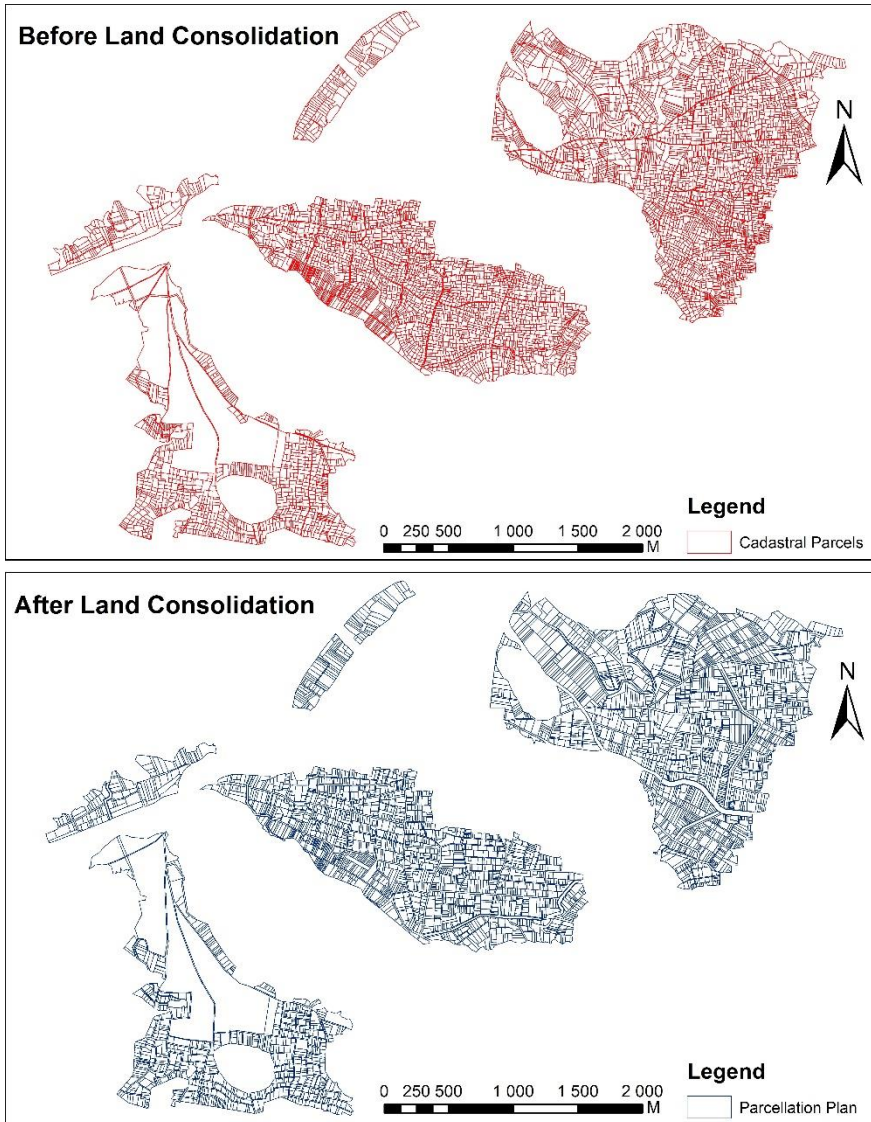 Before Land Consolidation
N
Legend
0 250 500 1 000 1 500 2 000
M
Cadastral Parcels
After Land Consolidation
N
Legend
0 250 500 1 000 1 500 2 000
M
Parcellation Plan